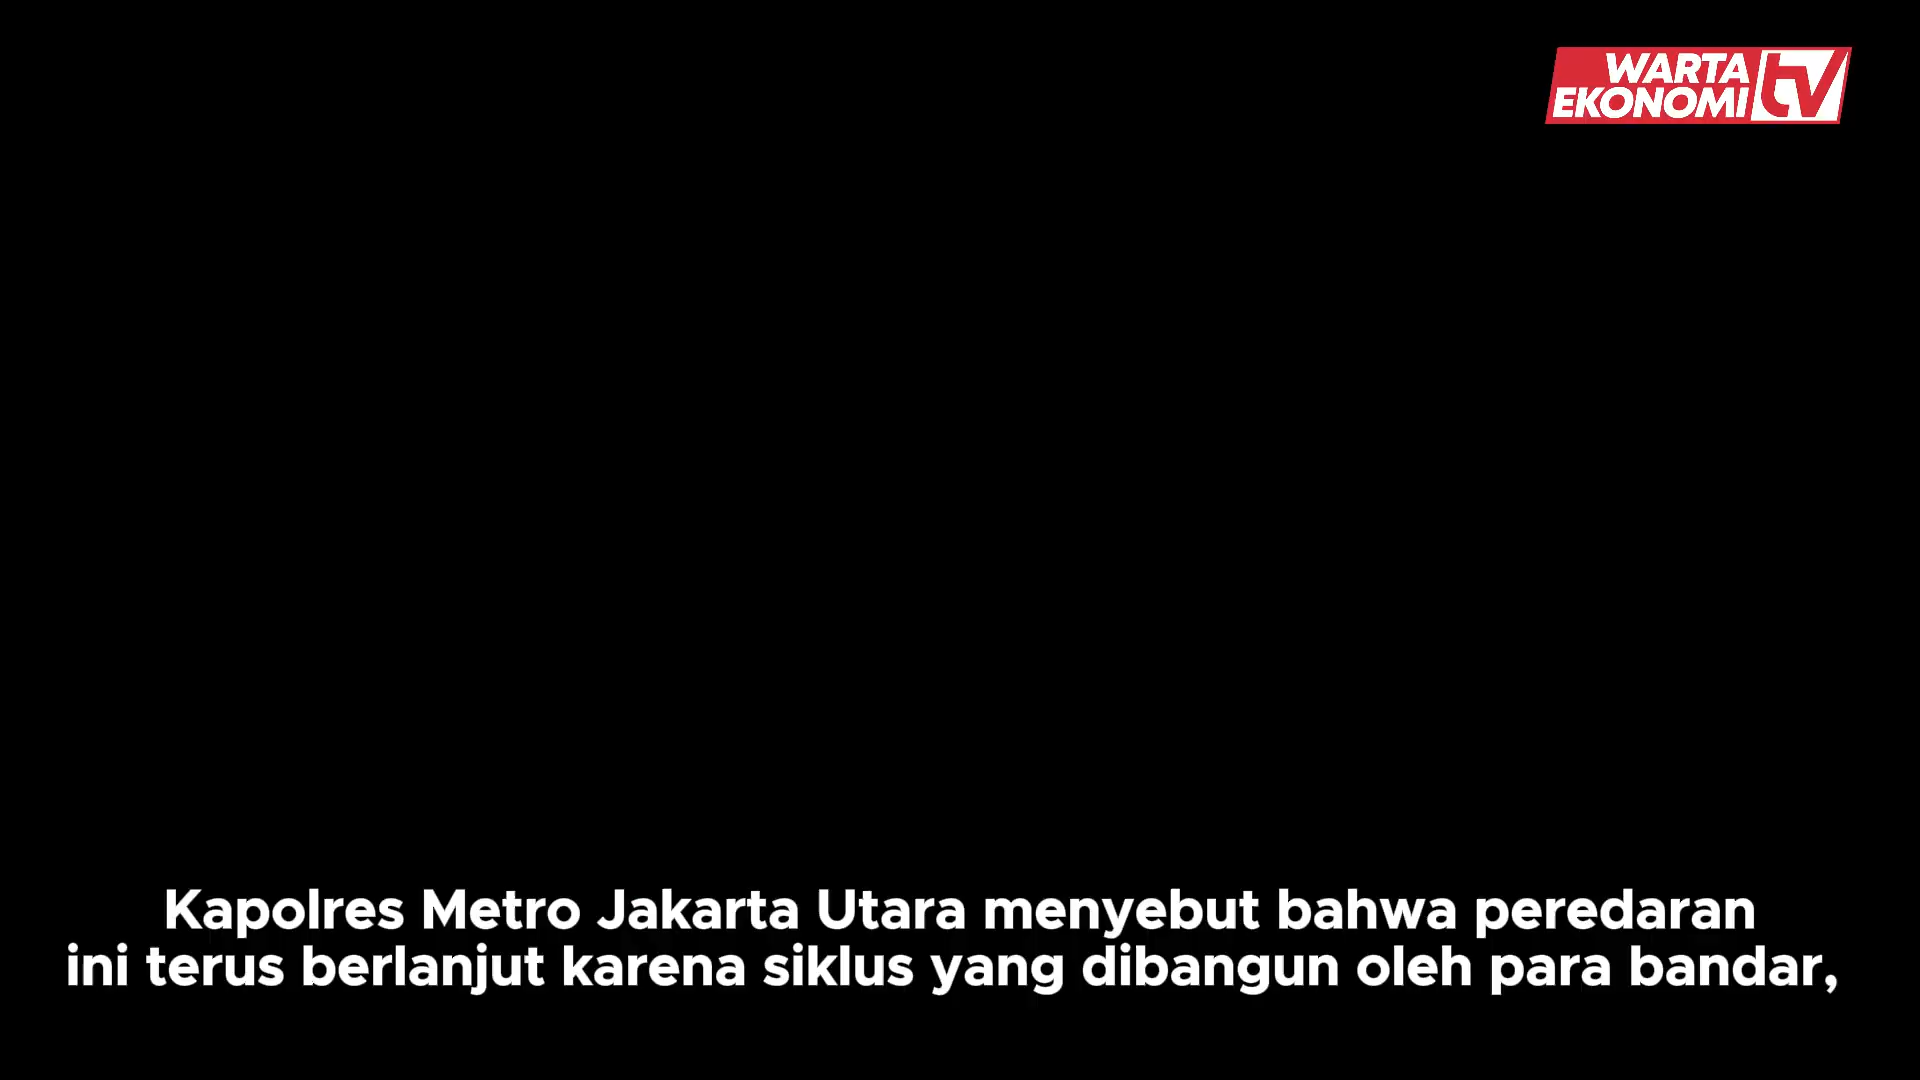 WARTA
EKONOMI tv
Kapolres Metro Jakarta Utara menyebut bahwa peredaran
ini terus berlanjut karena siklus yang dibangun oleh para bandar,